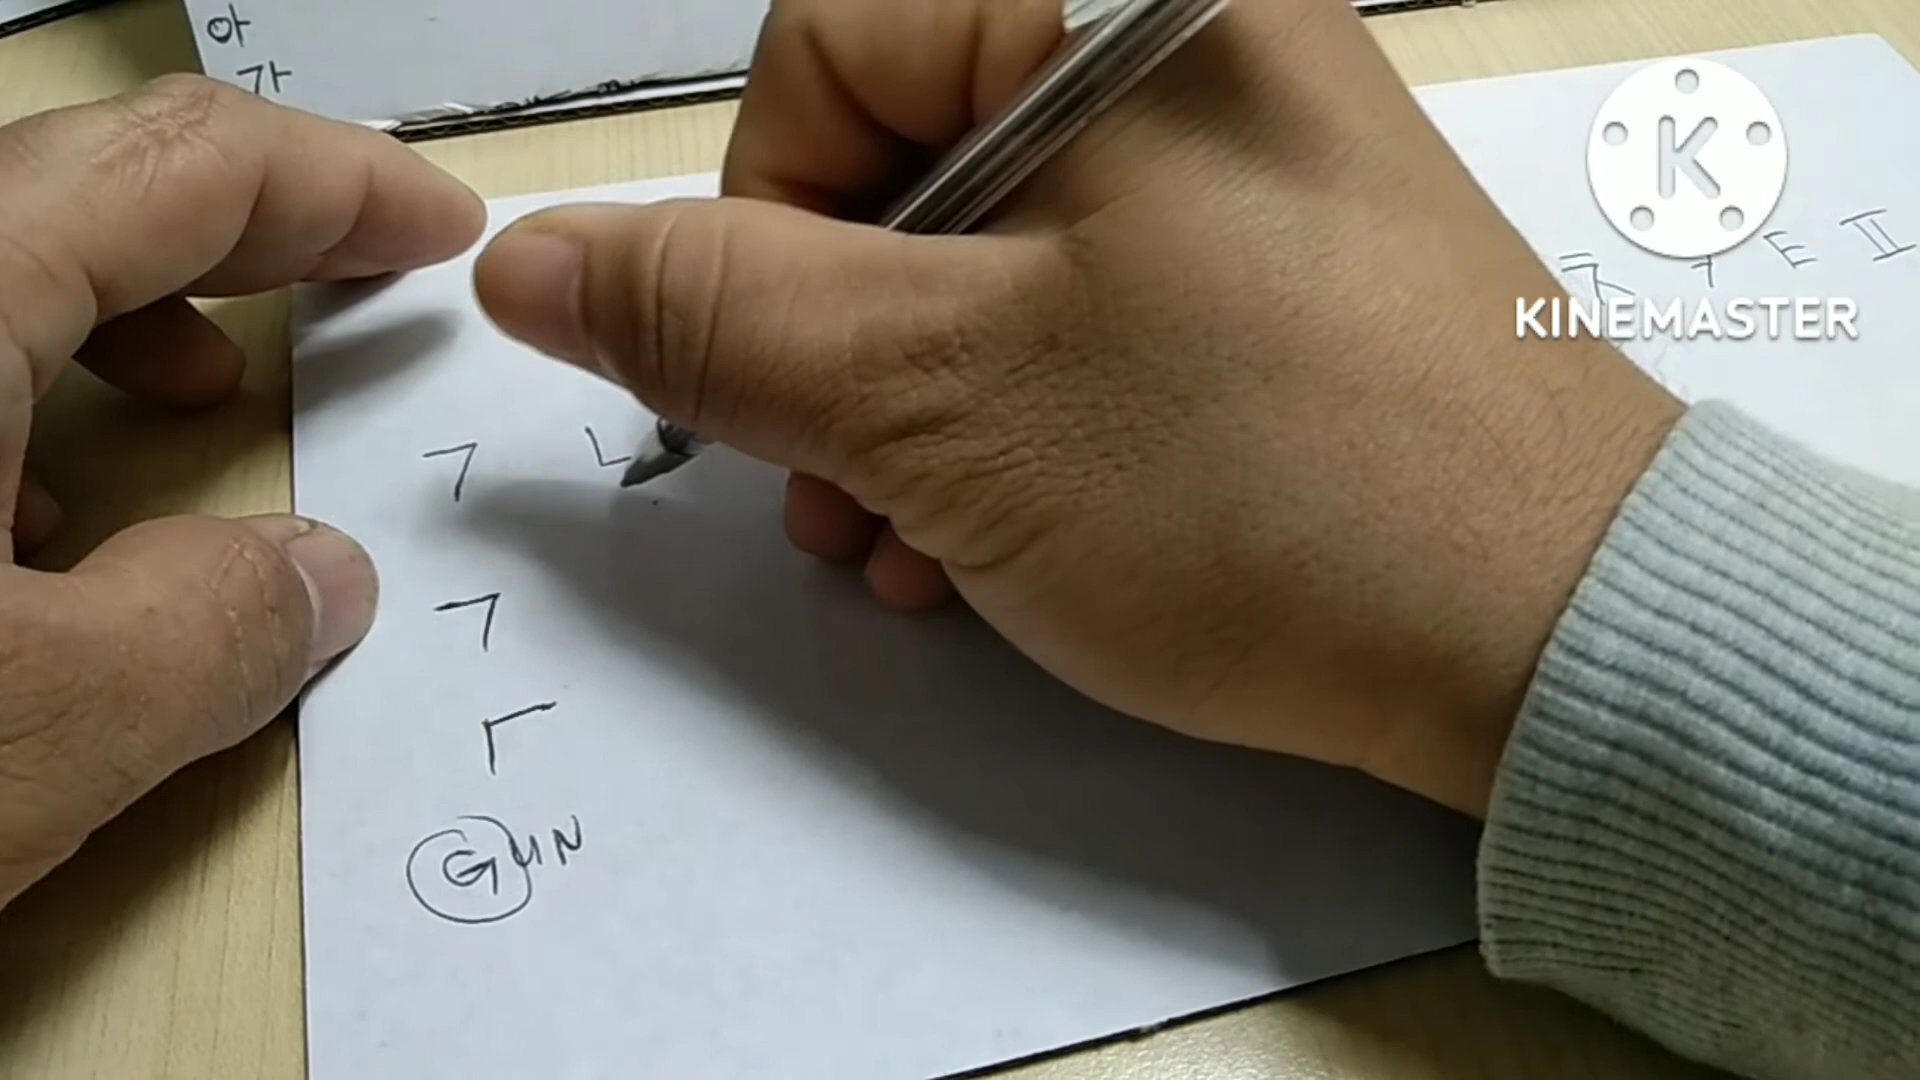 아
가
K
ㅊ ㅋ ㅌ ㅍ
KINEMASTER
ㄱ ㄴ
ㄱ
Γ
GUN